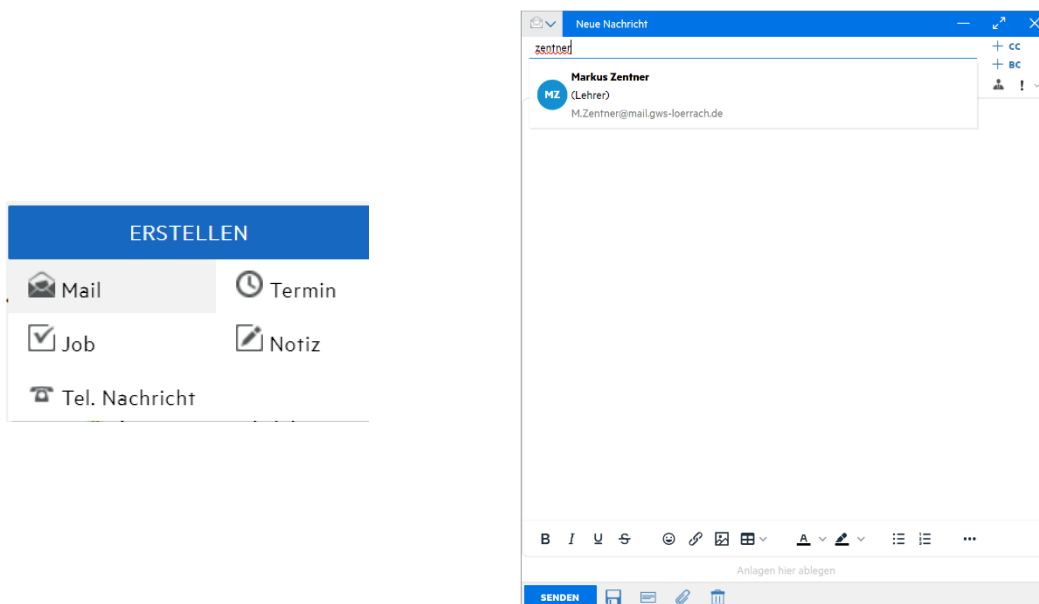 ERSTELLEN
Mail
Termin
Job
Notiz
Tel. Nachricht
Neue Nachricht
zentner
CC
BC
MZ
Markus Zentner
(Lehrer)
M.Zentner@mail.gws-loerrach.de
B I U S A
Anlagen hier ablegen
SENDEN